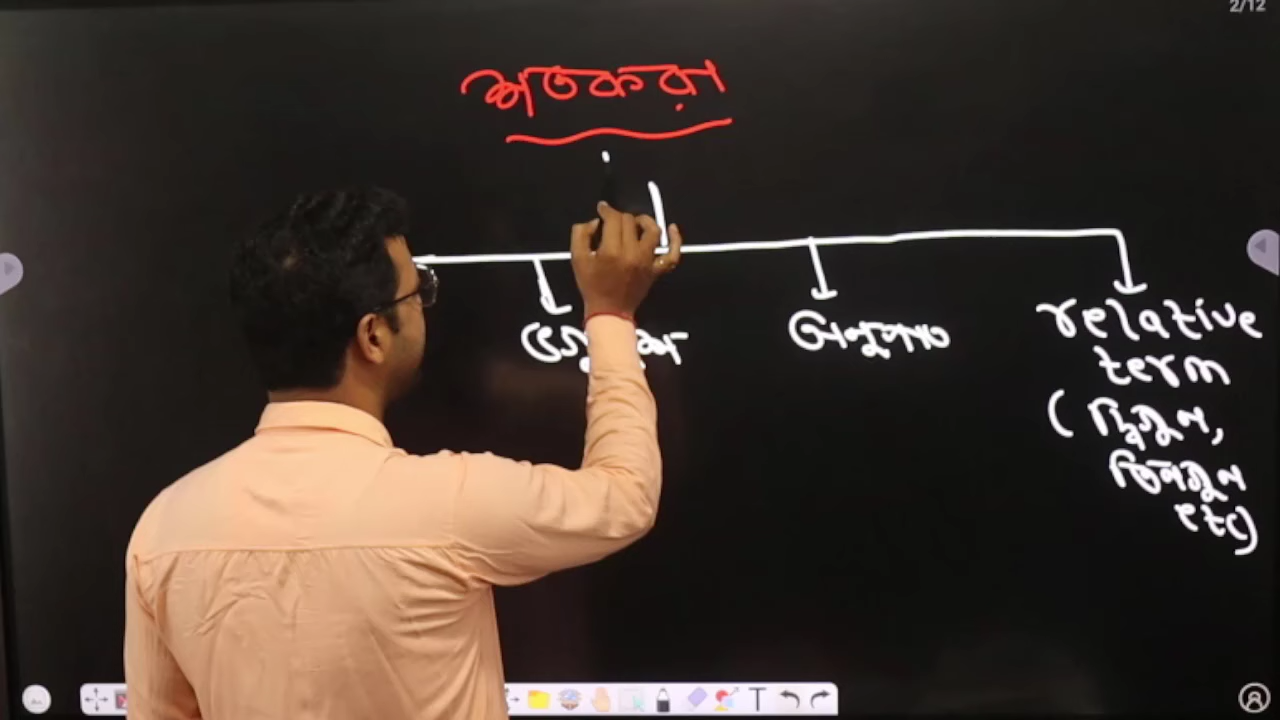 2/12
শতকরা
অনুপাত
relative
term
( দ্বিগুন,
তিনগুন
etc)
T